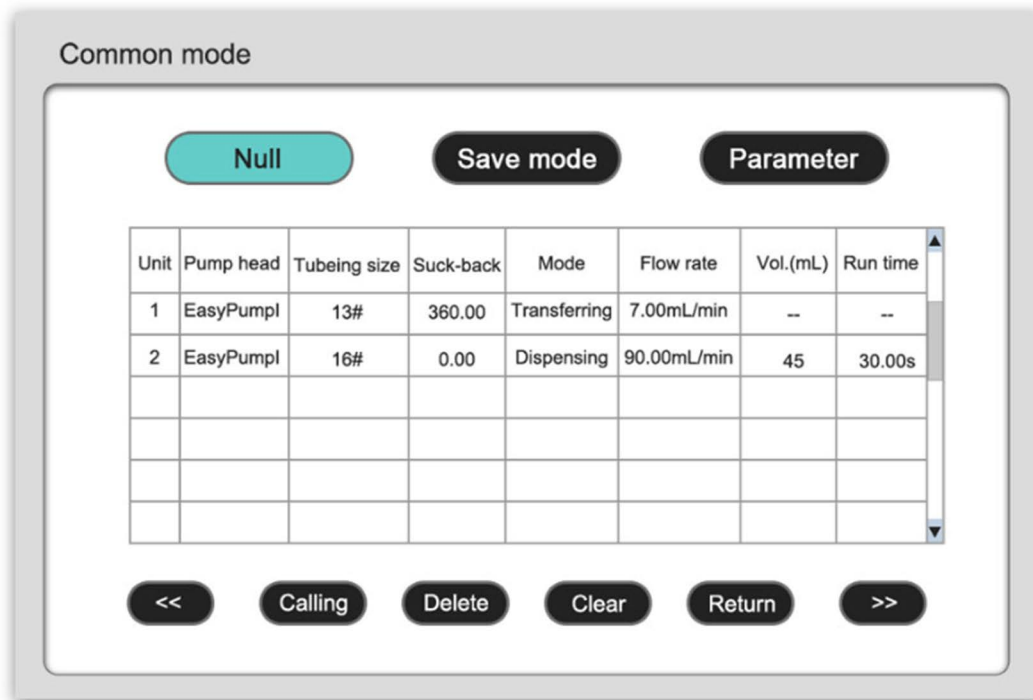 Common mode
Null Save mode Parameter
Unit Pump head Tubeing size Suck-back Mode Flow rate Vol.(mL) Run time
1 EasyPumpI 13# 360.00 Transferring 7.00mL/min -- --
2 EasyPumpI 16# 0.00 Dispensing 90.00mL/min 45 30.00s
<< Calling Delete Clear Return >>